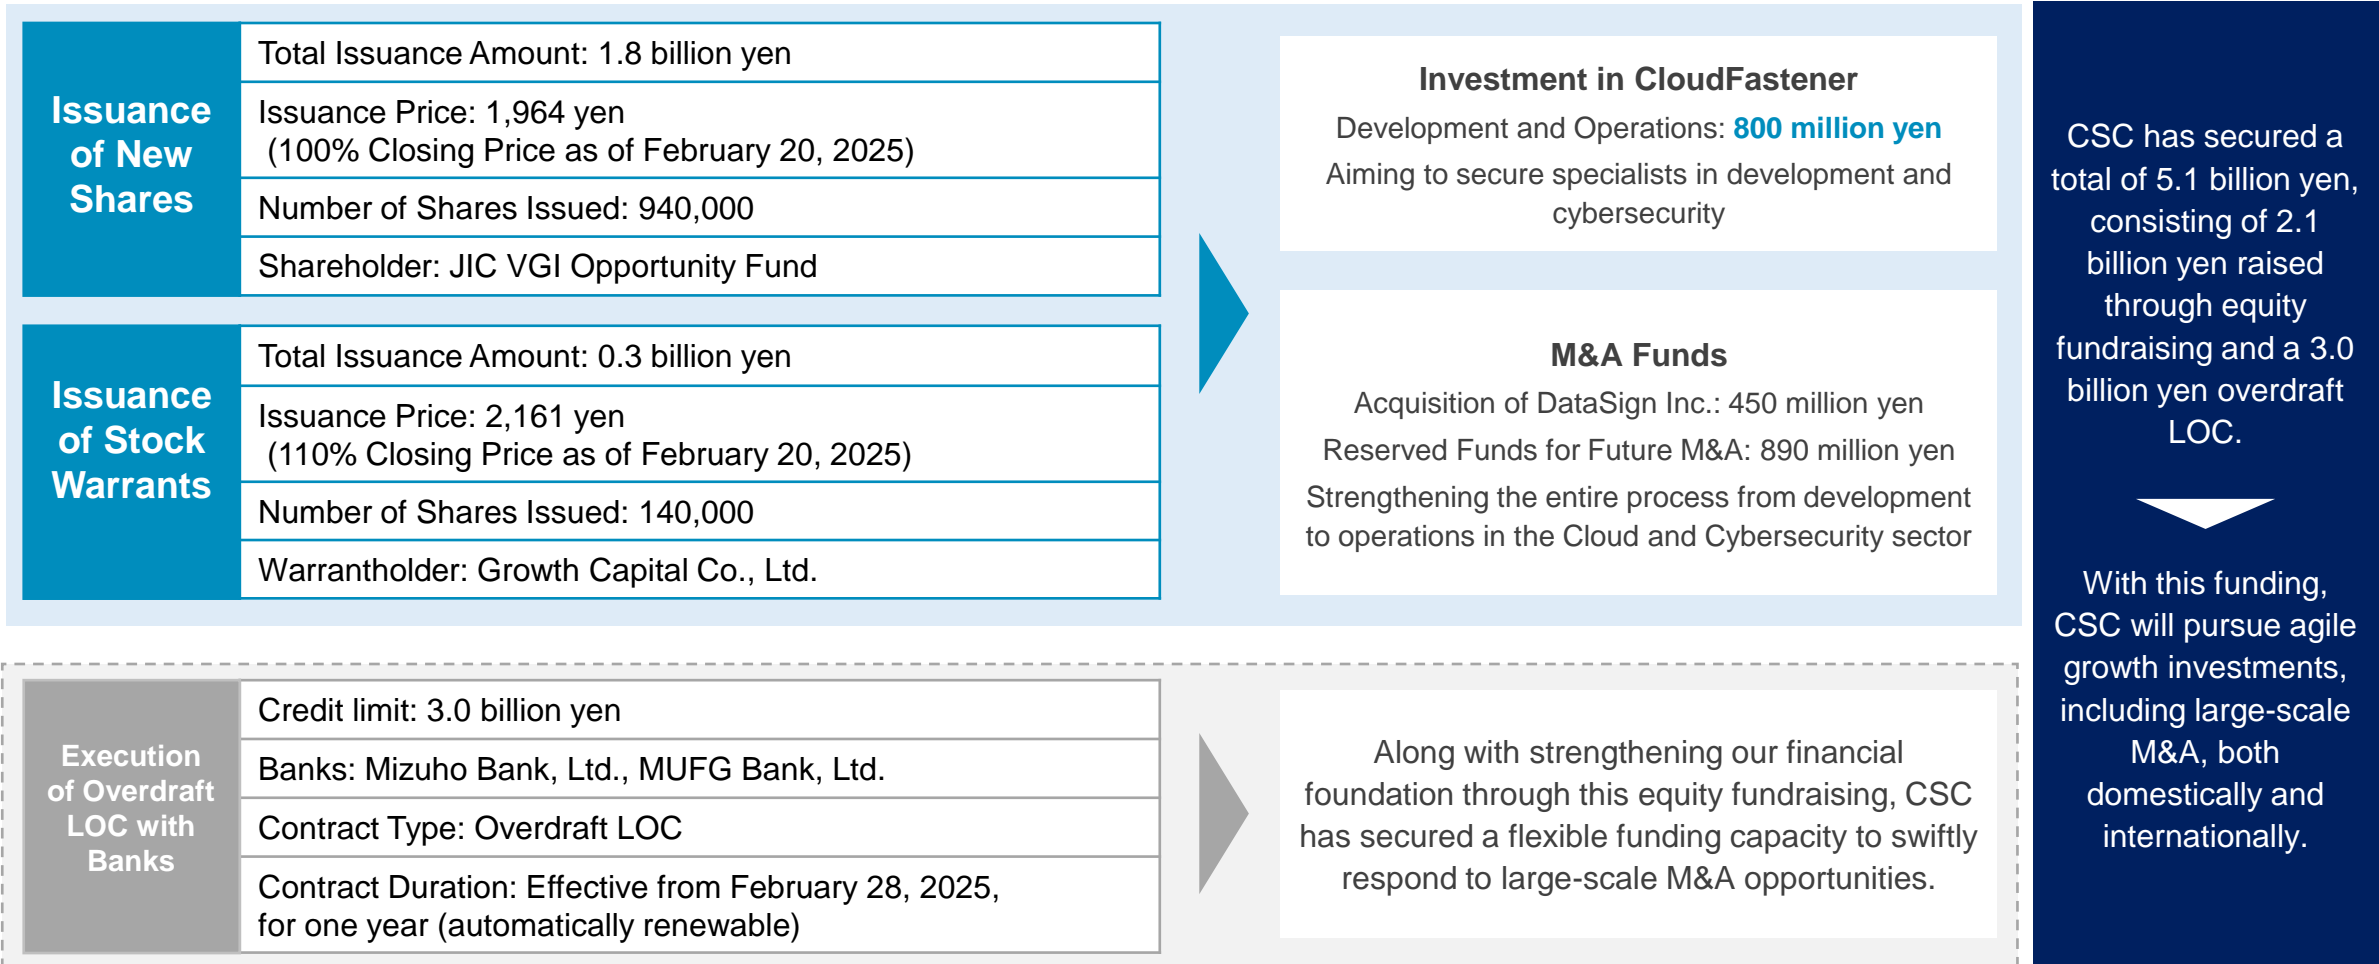 Issuance
of New
Shares
Total Issuance Amount: 1.8 billion yen
Issuance Price: 1,964 yen
(100% Closing Price as of February 20, 2025)
Number of Shares Issued: 940,000
Shareholder: JIC VGI Opportunity Fund
Issuance
of Stock
Warrants
Total Issuance Amount: 0.3 billion yen
Issuance Price: 2,161 yen
(110% Closing Price as of February 20, 2025)
Number of Shares Issued: 140,000
Warrantholder: Growth Capital Co., Ltd.
Investment in CloudFastener
Development and Operations: 800 million yen
Aiming to secure specialists in development and
cybersecurity
M&A Funds
Acquisition of DataSign Inc.: 450 million yen
Reserved Funds for Future M&A: 890 million yen
Strengthening the entire process from development
to operations in the Cloud and Cybersecurity sector
Execution
of Overdraft
LOC with
Banks
Credit limit: 3.0 billion yen
Banks: Mizuho Bank, Ltd., MUFG Bank, Ltd.
Contract Type: Overdraft LOC
Contract Duration: Effective from February 28, 2025,
for one year (automatically renewable)
Along with strengthening our financial
foundation through this equity fundraising, CSC
has secured a flexible funding capacity to swiftly
respond to large-scale M&A opportunities.
CSC has secured a
total of 5.1 billion yen,
consisting of 2.1
billion yen raised
through equity
fundraising and a 3.0
billion yen overdraft
LOC.
With this funding,
CSC will pursue agile
growth investments,
including large-scale
M&A, both
domestically and
internationally.